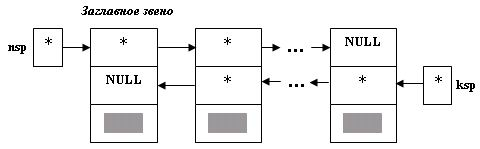 Заглавное звено
nsp * * * ... NULL
NULL * ... * * ksp